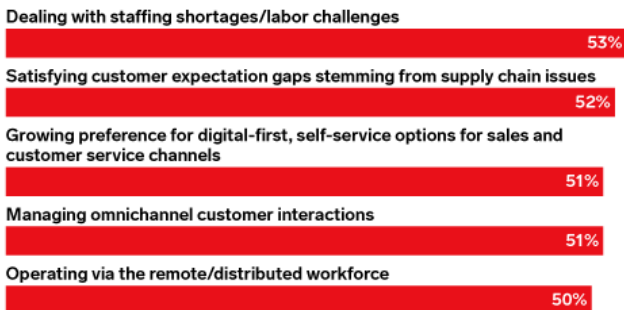 Dealing with staffing shortages/labor challenges
53%
Satisfying customer expectation gaps stemming from supply chain issues
52%
Growing preference for digital-first, self-service options for sales and
customer service channels
51%
Managing omnichannel customer interactions
51%
Operating via the remote/distributed workforce
50%